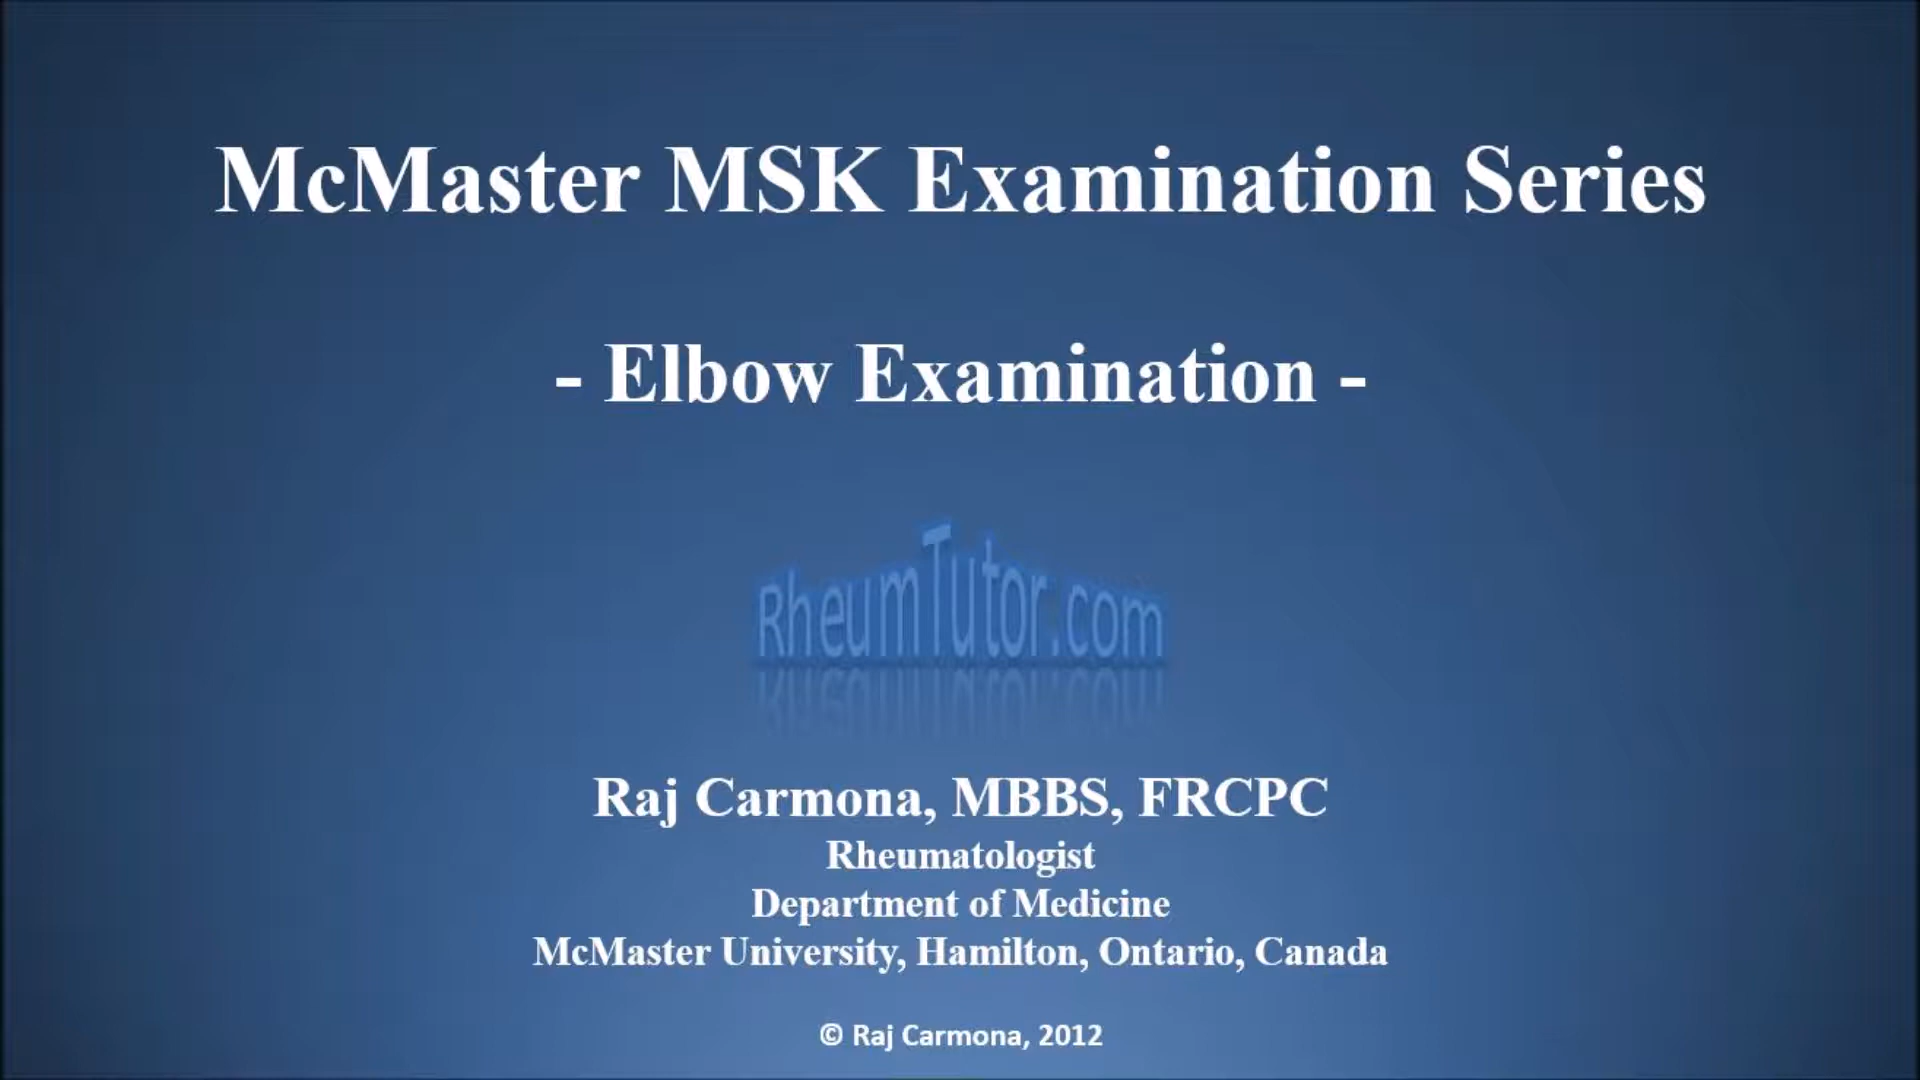 McMaster MSK Examination Series
- Elbow Examination -
RheumTutor.com
Raj Carmona, MBBS, FRCPC
Rheumatologist
Department of Medicine
McMaster University, Hamilton, Ontario, Canada
© Raj Carmona, 2012